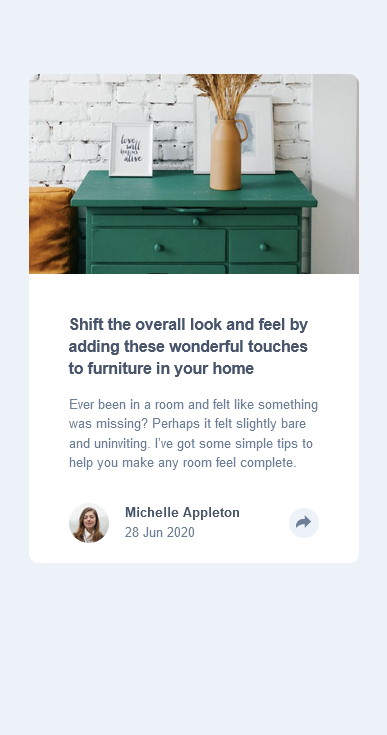 love
will
begins
alive
Shift the overall look and feel by
adding these wonderful touches
to furniture in your home
Ever been in a room and felt like something
was missing? Perhaps it felt slightly bare
and uninviting. I've got some simple tips to
help you make any room feel complete.
Michelle Appleton
28 Jun 2020